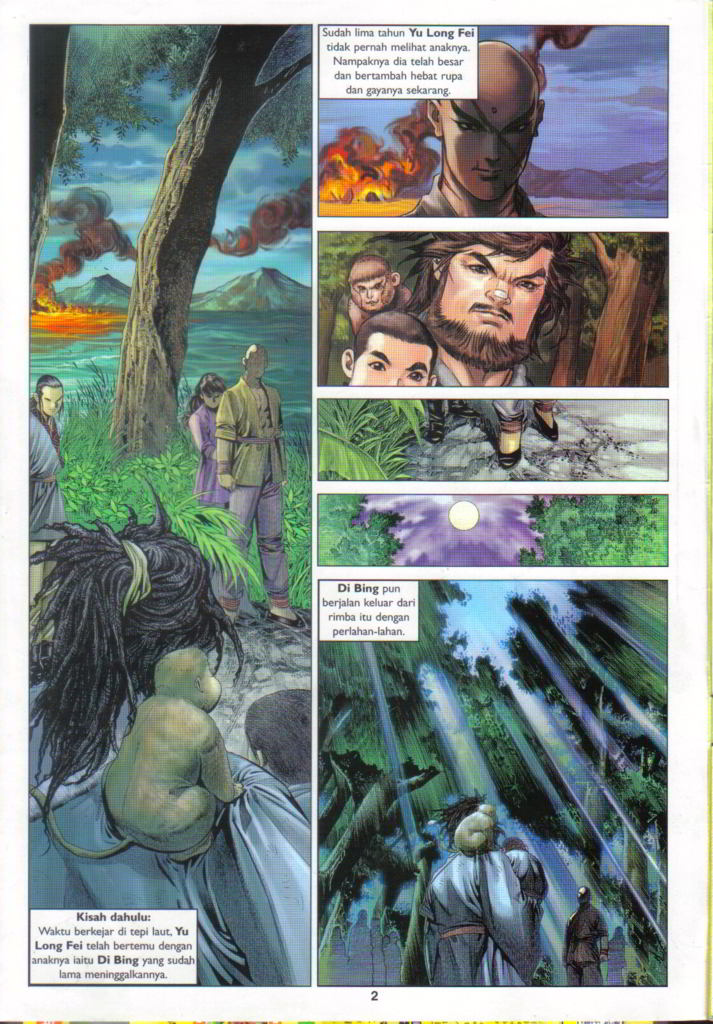 Kisah dahulu:
Waktu berkejar di tepi laut, Yu
Long Fei telah bertemu dengan
anaknya iaitu Di Bing yang sudah
lama meninggalkannya.
Sudah lima tahun Yu Long Fei
tidak pernah melihat anaknya.
Nampaknya dia telah besar
dan bertambah hebat rupa
dan gayanya sekarang.
Di Bing pun
berjalan keluar dari
rimba itu dengan
perlahan-lahan.
2